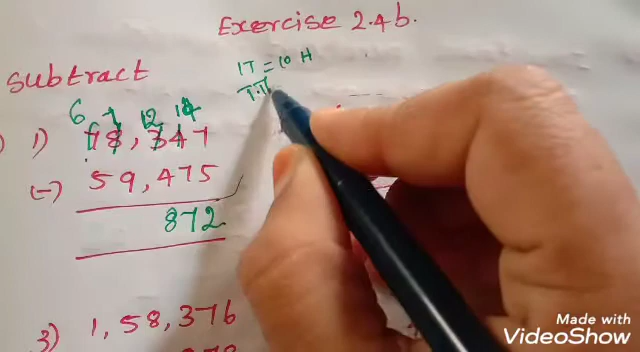 Exercise 2.4b.
Subtract
1T = 10 H
T.T
6 7 12 14
1) 78,347
(-) 59,475
872
3) 1,58,376
Made with
VideoShow